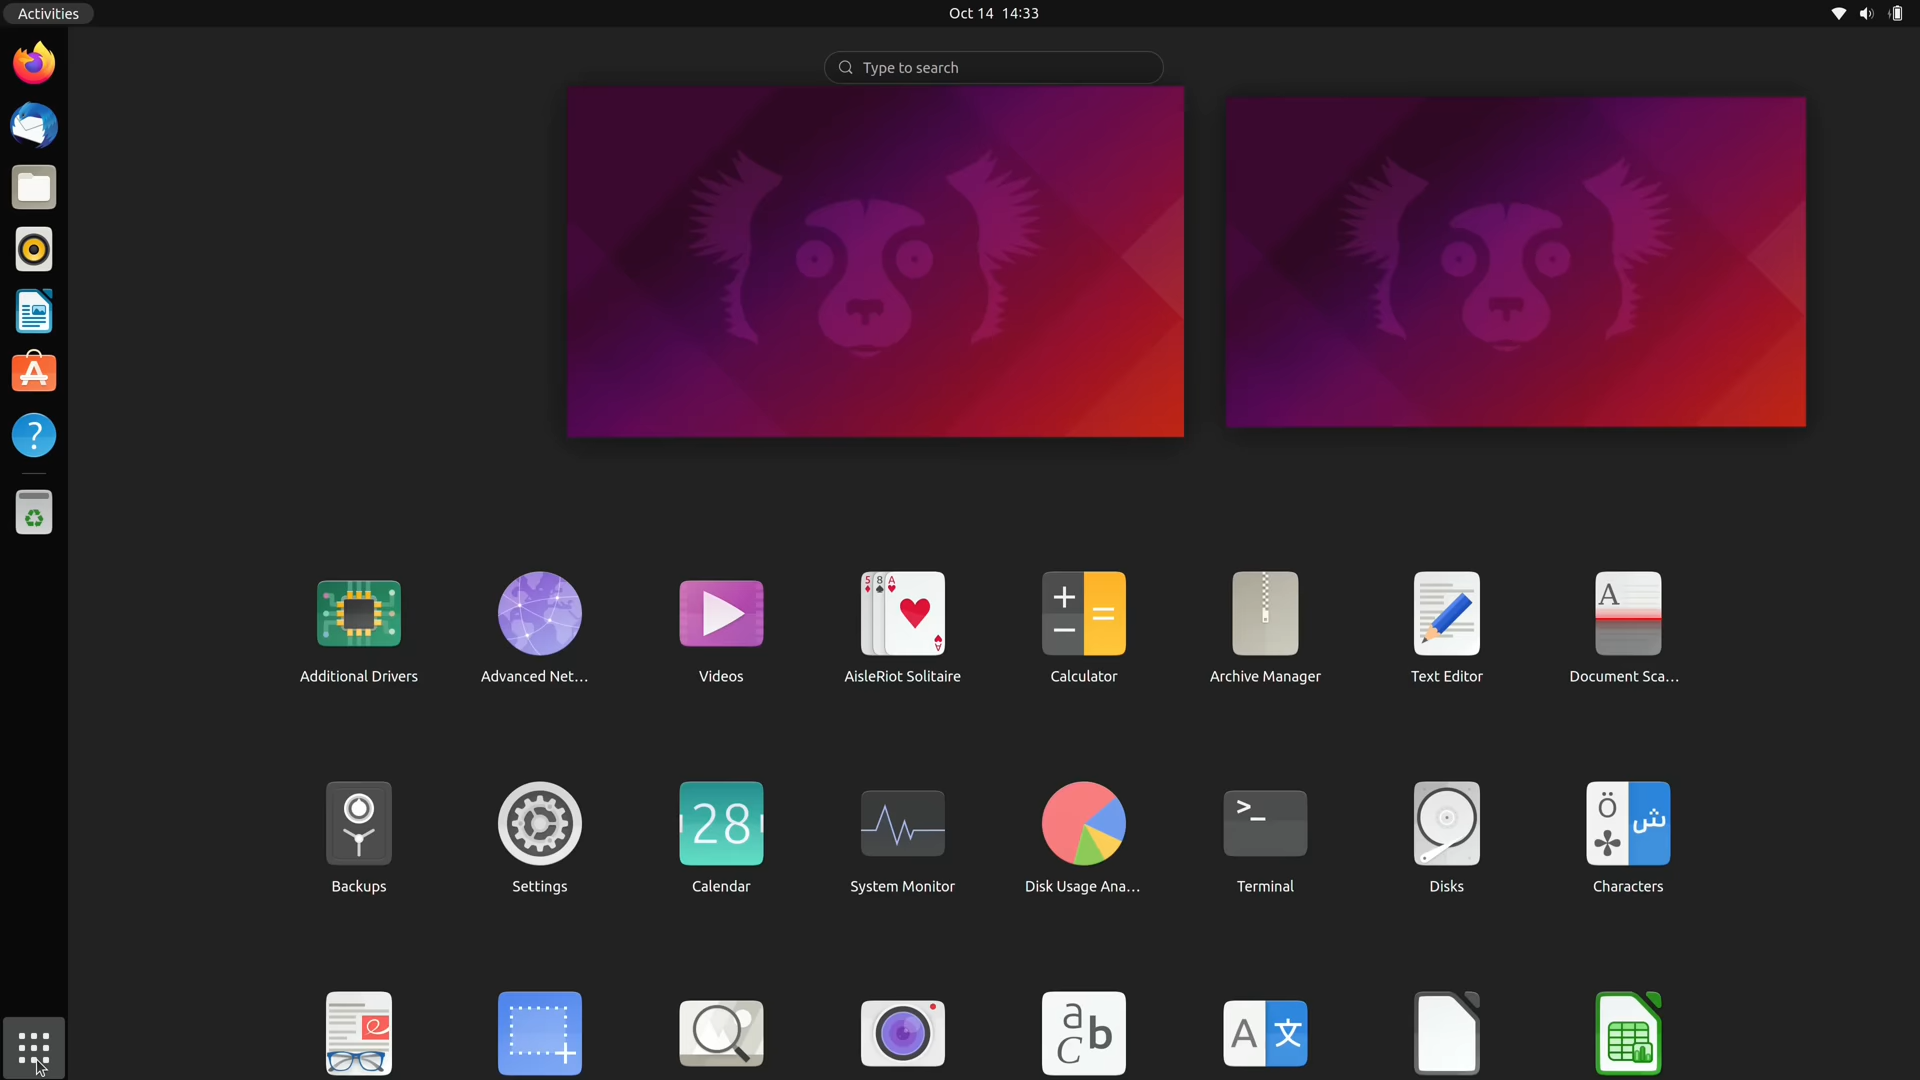 Activities
Oct 14 14:33
Type to search
Additional Drivers
Advanced Net…
Videos
AisleRiot Solitaire
Calculator
Archive Manager
Text Editor
Document Sca…
Backups
Settings
Calendar
System Monitor
Disk Usage Ana…
Terminal
Disks
Characters